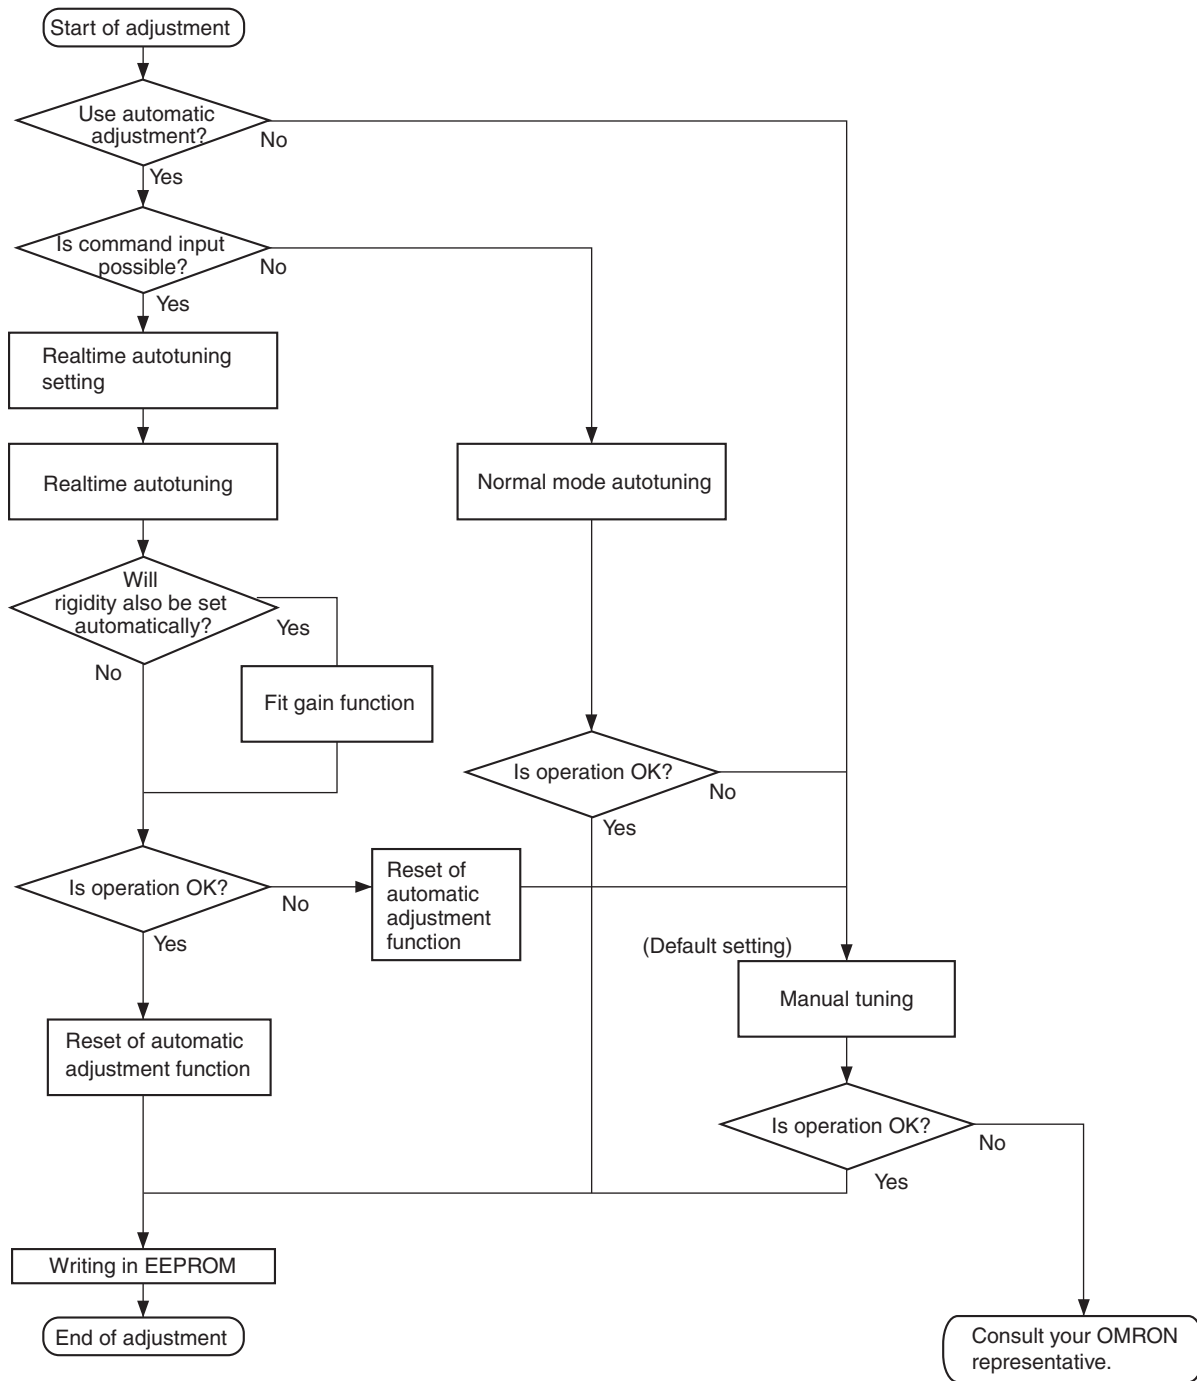 Start of adjustment
Use automatic
adjustment?
No
Yes
Is command input
possible?
No
Yes
Realtime autotuning
setting
Realtime autotuning
Normal mode autotuning
Will
rigidity also be set
automatically?
Yes
No
Fit gain function
Is operation OK?
No
Yes
Is operation OK?
No
Yes
Reset of
automatic
adjustment
function
(Default setting)
Manual tuning
Reset of automatic
adjustment function
Is operation OK?
No
Yes
Writing in EEPROM
End of adjustment
Consult your OMRON
representative.